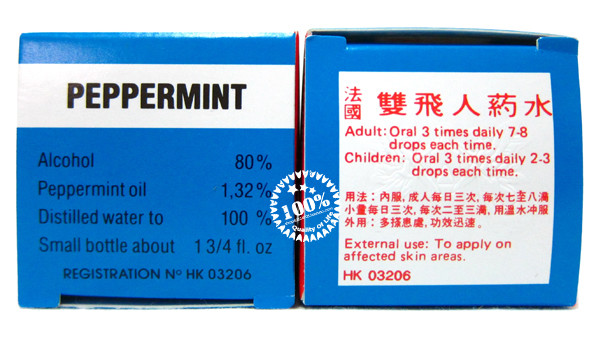 PEPPERMINT
Alcohol 80%
Peppermint oil 1,32%
Distilled water to 100 %
Small bottle about 1 3/4 fl. oz
REGISTRATION Nº HK 03206
100%
Quality Of Life
法國 雙飛人药水
Adult: Oral 3 times daily 7-8
drops each time.
Children: Oral 3 times daily 2-3
drops each time.
用法：內服，成人每日三次，每次七至八滴
小童每日三次，每次二至三滴，用溫水冲服
外用：多搽患處，功效迅速。
External use: To apply on
affected skin areas.
HK 03206